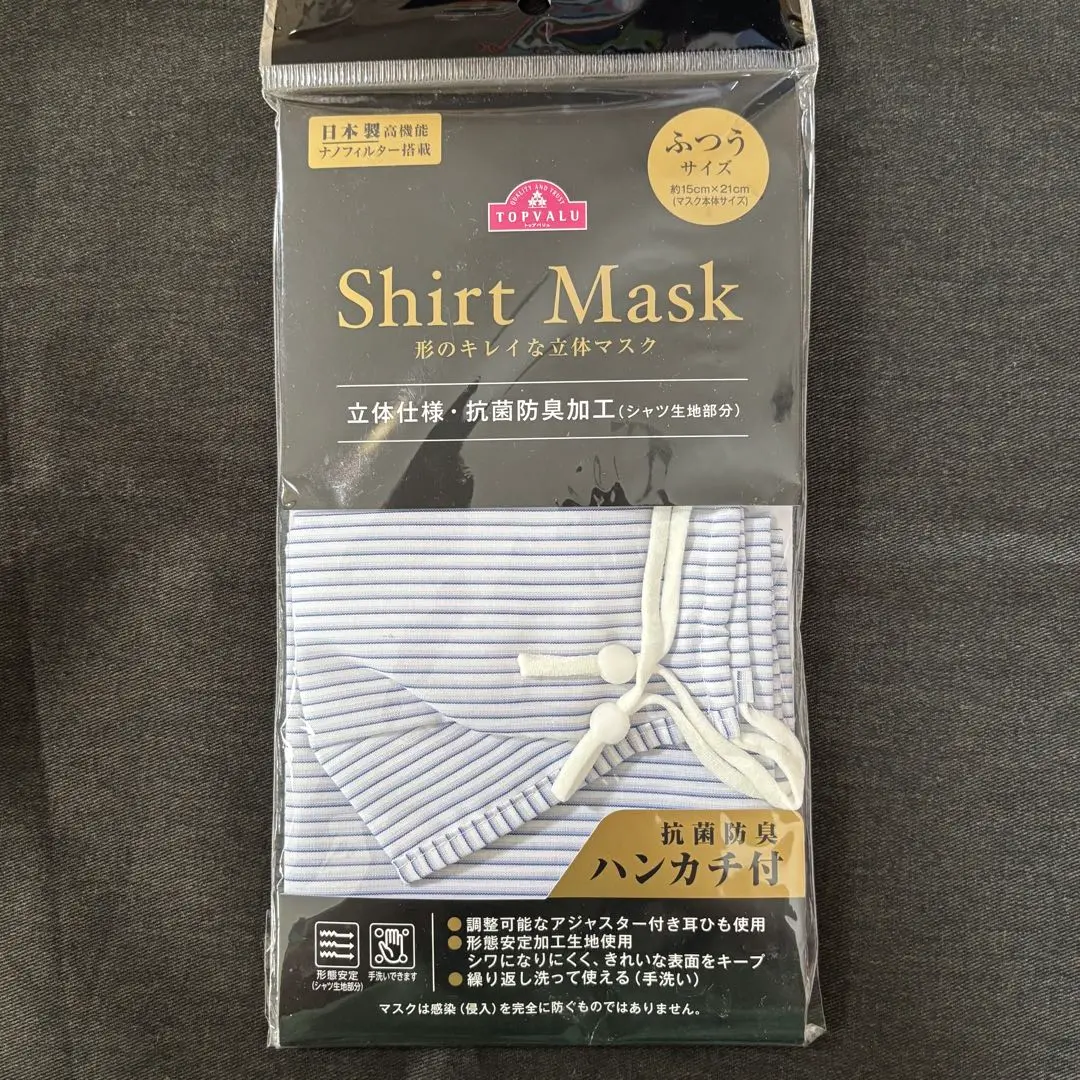 日本製高機能
ナノフィルター搭載
ふつう
サイズ
約15cm×21cm
(マスク本体サイズ)
QUALITY AND TRUST
TOPVALU
トップバリュ
Shirt Mask
形のキレイな立体マスク
立体仕様・抗菌防臭加工(シャツ生地部分)
抗菌防臭
ハンカチ付
形態安定
(シャツ生地部分)
手洗いできます
●調整可能なアジャスター付き耳ひも使用
●形態安定加工生地使用
シワになりにくく、きれいな表面をキープ
●繰り返し洗って使える(手洗い)
マスクは感染(侵入)を完全に防ぐものではありません。